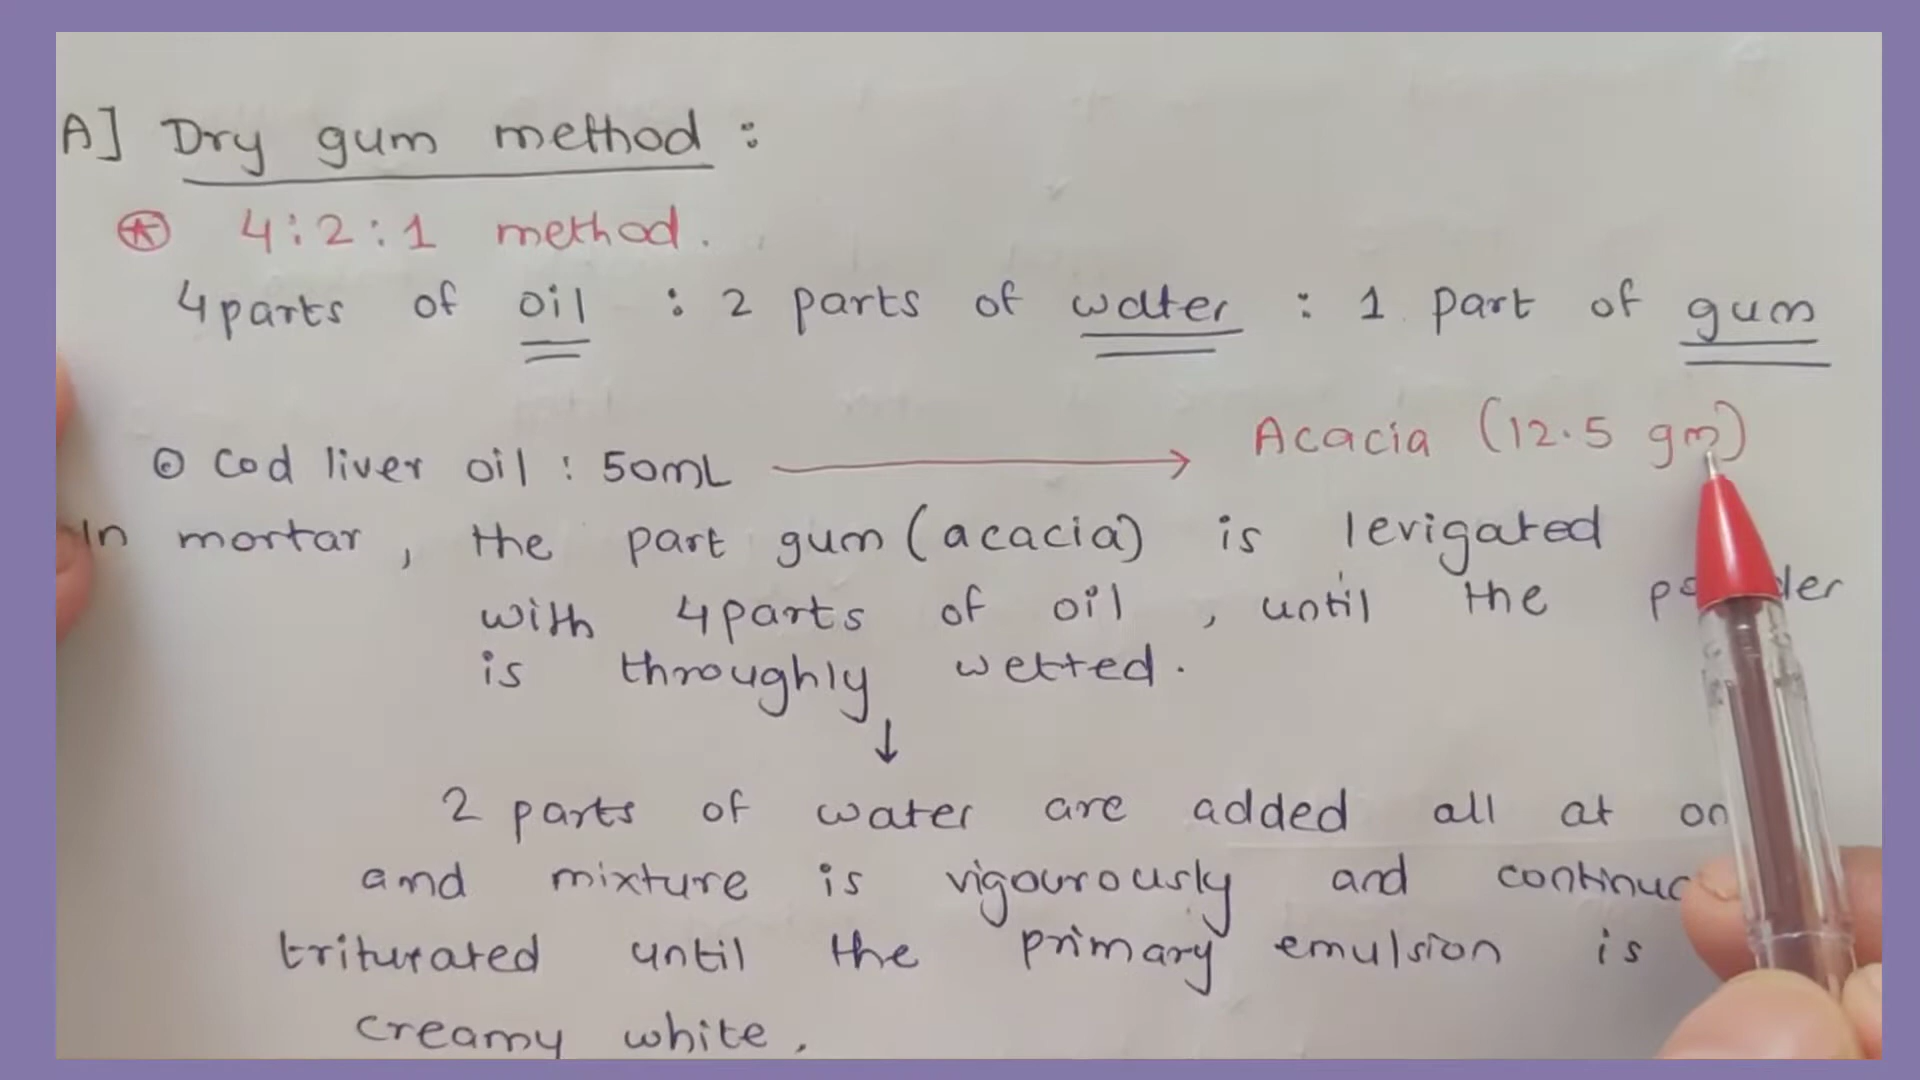 A] Dry gum method :
4:2:1 method.
4 parts of oil : 2 parts of water : 1 part of gum
Cod liver oil : 50mL → Acacia (12.5 gm)
In mortar, the part gum (acacia) is levigated
with 4 parts of oil, until the
is throughly wetted.
↓
2 parts of water are added all at
and mixture is vigourously and
triturated until the primary emulsion is
creamy white.